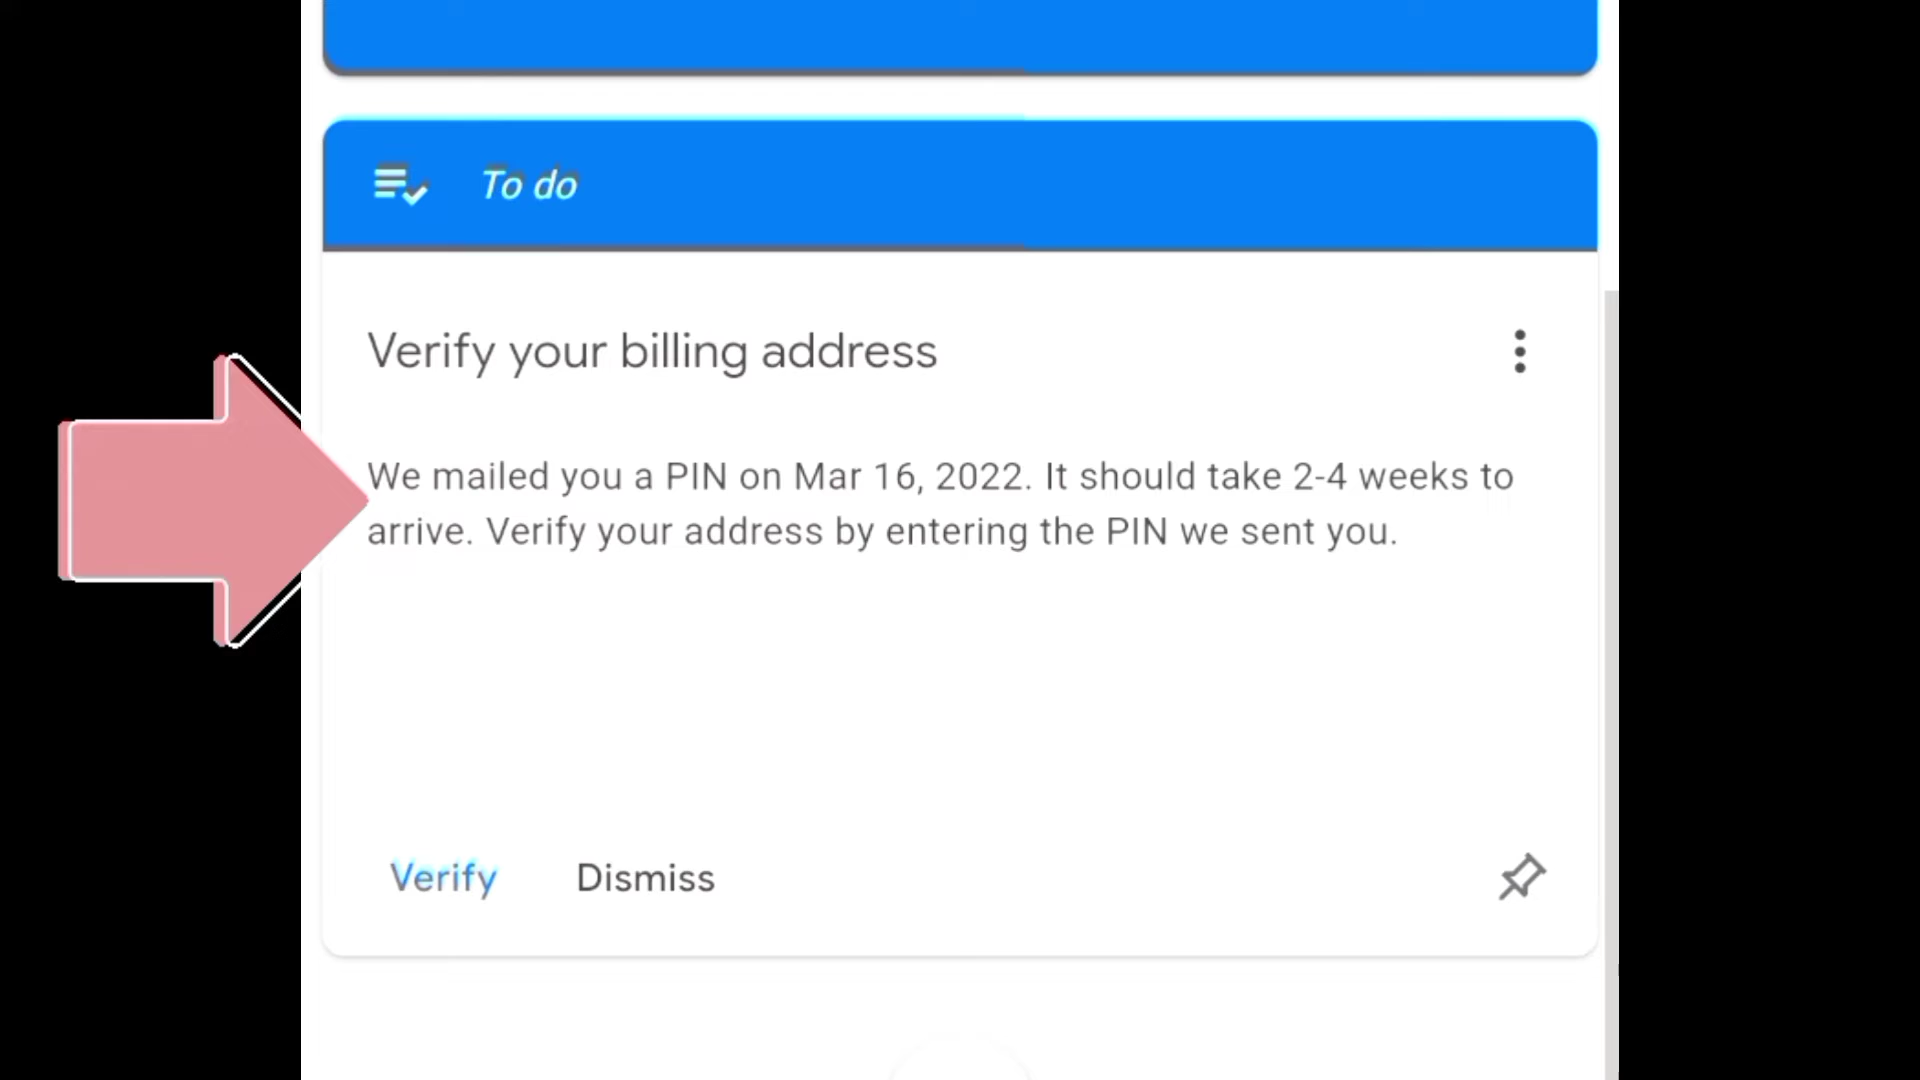 To do
Verify your billing address
We mailed you a PIN on Mar 16, 2022. It should take 2-4 weeks to
arrive. Verify your address by entering the PIN we sent you.
Verify Dismiss